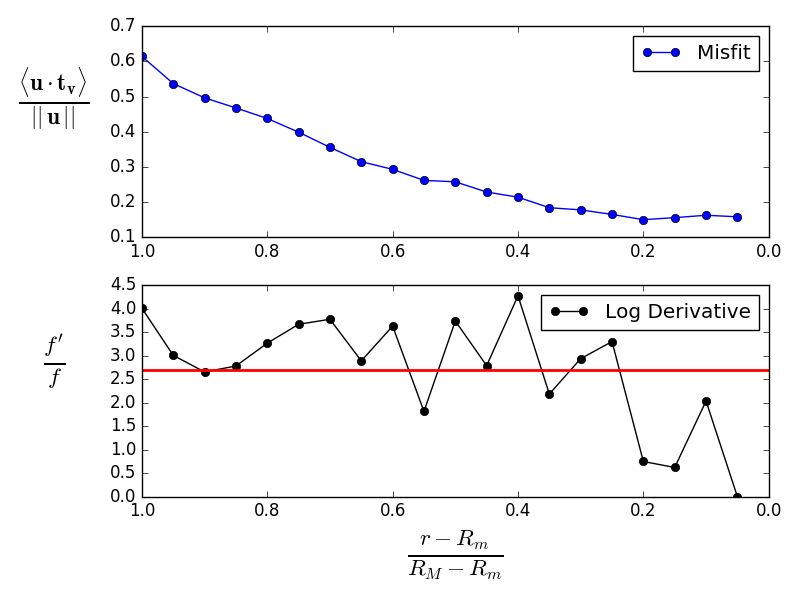 0.7
0.6
0.5
0.4
0.3
0.2
0.1
⟨u · t_v⟩
||u||
Misfit
1.0 0.8 0.6 0.4 0.2 0.0
4.5
4.0
3.5
3.0
2.5
2.0
1.5
1.0
0.5
0.0
f′
f
Log Derivative
1.0 0.8 0.6 0.4 0.2 0.0
r − R_m
R_M − R_m